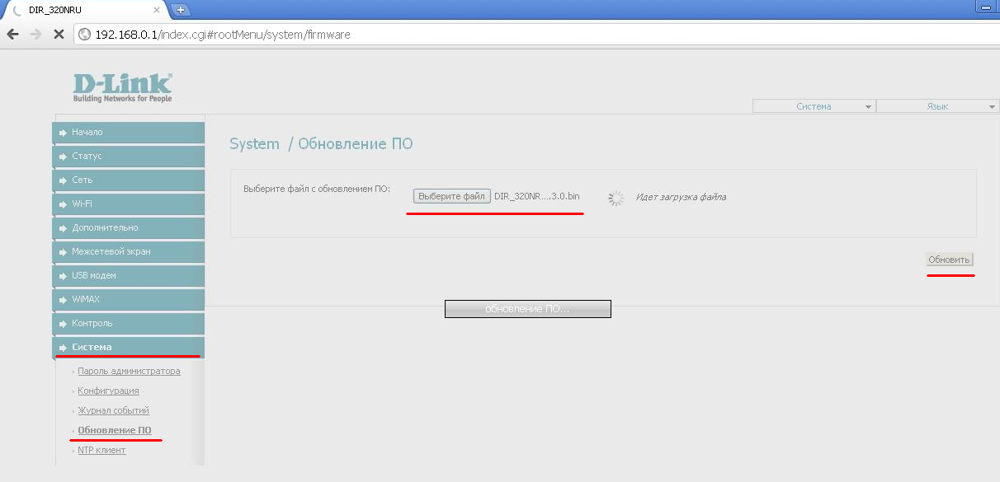 DIR_320NRU
192.168.0.1/index.cgi#rootMenu/system/firmware
D-Link
Building Networks for People
Система Язык
Начало
Статус
Сеть
Wi-Fi
Дополнительно
Межсетевой экран
USB модем
WiMAX
Контроль
Система
Пароль администратора
Конфигурация
Журнал событий
Обновление ПО
NTP клиент
System / Обновление ПО
Выберите файл с обновлением ПО: Выберите файл DIR_320NR....3.0.bin Идет загрузка файла
Обновить
обновление ПО...